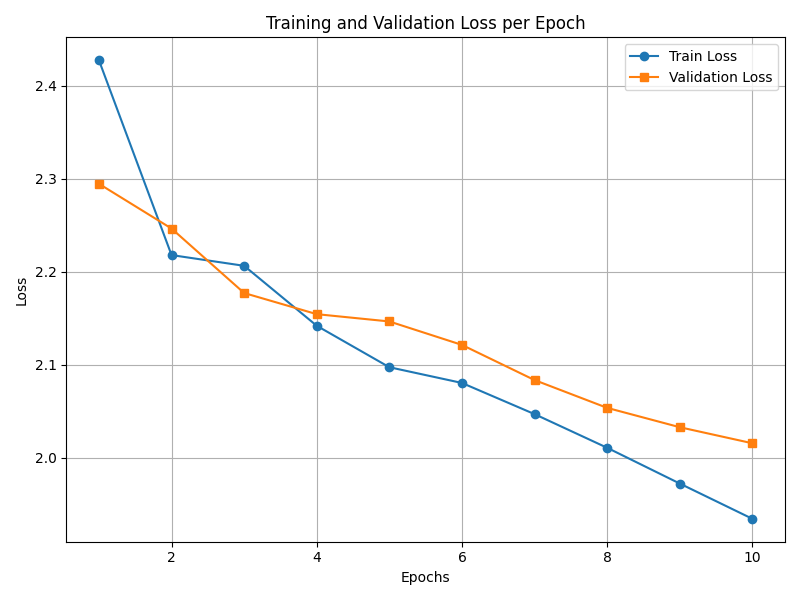 Training and Validation Loss per Epoch
Train Loss
Validation Loss
Loss
2.4
2.3
2.2
2.1
2.0
2 4 6 8 10
Epochs